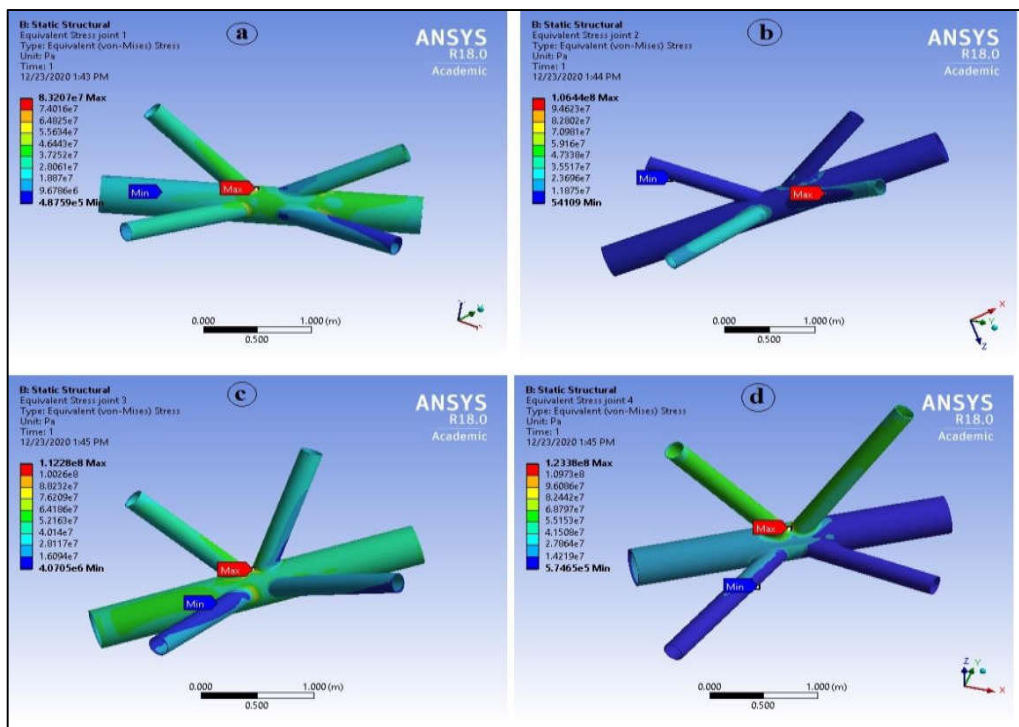 B: Static Structural
Equivalent Stress joint 1
Type: Equivalent (von-Mises) Stress
Unit: Pa
Time: 1
12/23/2020 1:43 PM
a
ANSYS
R18.0
Academic
8.3207e7 Max
7.4016e7
6.4825e7
5.5634e7
4.6443e7
3.7252e7
2.8061e7
1.887e7
9.6786e6
4.8759e5 Min
Min
Max
0.000
1.000 (m)
0.500
B: Static Structural
Equivalent Stress joint 2
Type: Equivalent (von-Mises) Stress
Unit: Pa
Time: 1
12/23/2020 1:44 PM
b
ANSYS
R18.0
Academic
1.0644e8 Max
9.4623e7
8.2802e7
7.0981e7
5.916e7
4.7338e7
3.5517e7
2.3696e7
1.1875e7
54109 Min
Min
Max
0.000
1.000 (m)
0.500
X
Y
Z
B: Static Structural
Equivalent Stress joint 3
Type: Equivalent (von-Mises) Stress
Unit: Pa
Time: 1
12/23/2020 1:45 PM
c
ANSYS
R18.0
Academic
1.1228e8 Max
1.0026e8
8.8232e7
7.6209e7
6.4186e7
5.2163e7
4.014e7
2.8117e7
1.6094e7
4.0705e6 Min
Max
Min
0.000
1.000 (m)
0.500
B: Static Structural
Equivalent Stress joint 4
Type: Equivalent (von-Mises) Stress
Unit: Pa
Time: 1
12/23/2020 1:45 PM
d
ANSYS
R18.0
Academic
1.2338e8 Max
1.0973e8
9.6086e7
8.2442e7
6.8797e7
5.5153e7
4.1508e7
2.7864e7
1.4219e7
5.7465e5 Min
Max
Min
0.000
1.000 (m)
0.500
Z
Y
X